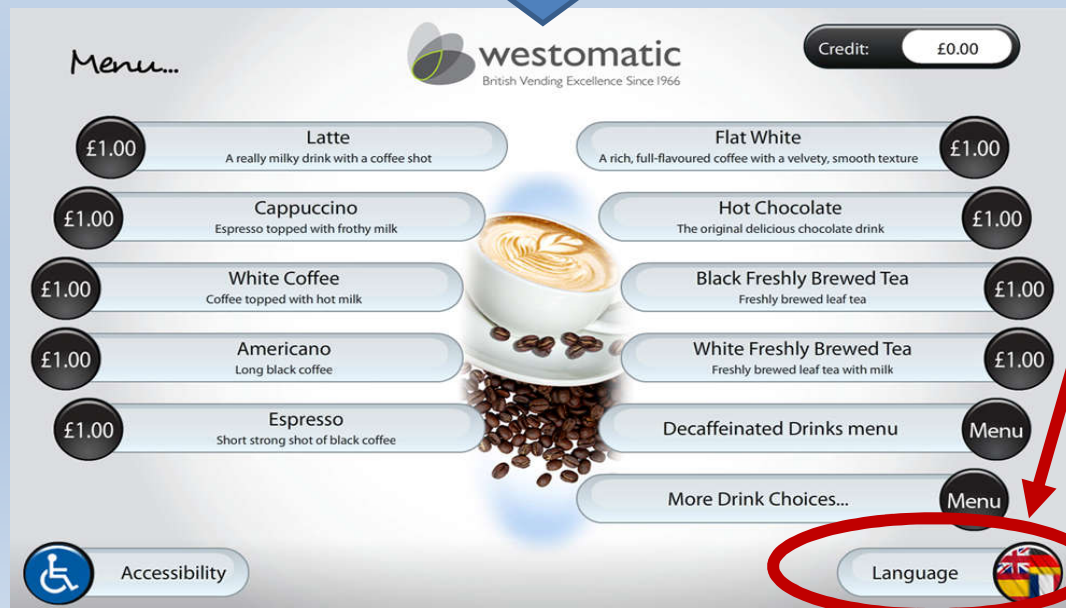 Menu...
westomatic
British Vending Excellence Since 1966
Credit: £0.00
£1.00
Latte
A really milky drink with a coffee shot
£1.00
Cappuccino
Espresso topped with frothy milk
£1.00
White Coffee
Coffee topped with hot milk
£1.00
Americano
Long black coffee
£1.00
Espresso
Short strong shot of black coffee
Flat White
A rich, full-flavoured coffee with a velvety, smooth texture
£1.00
Hot Chocolate
The original delicious chocolate drink
£1.00
Black Freshly Brewed Tea
Freshly brewed leaf tea
£1.00
White Freshly Brewed Tea
Freshly brewed leaf tea with milk
£1.00
Decaffeinated Drinks menu
Menu
More Drink Choices...
Menu
Accessibility
Language